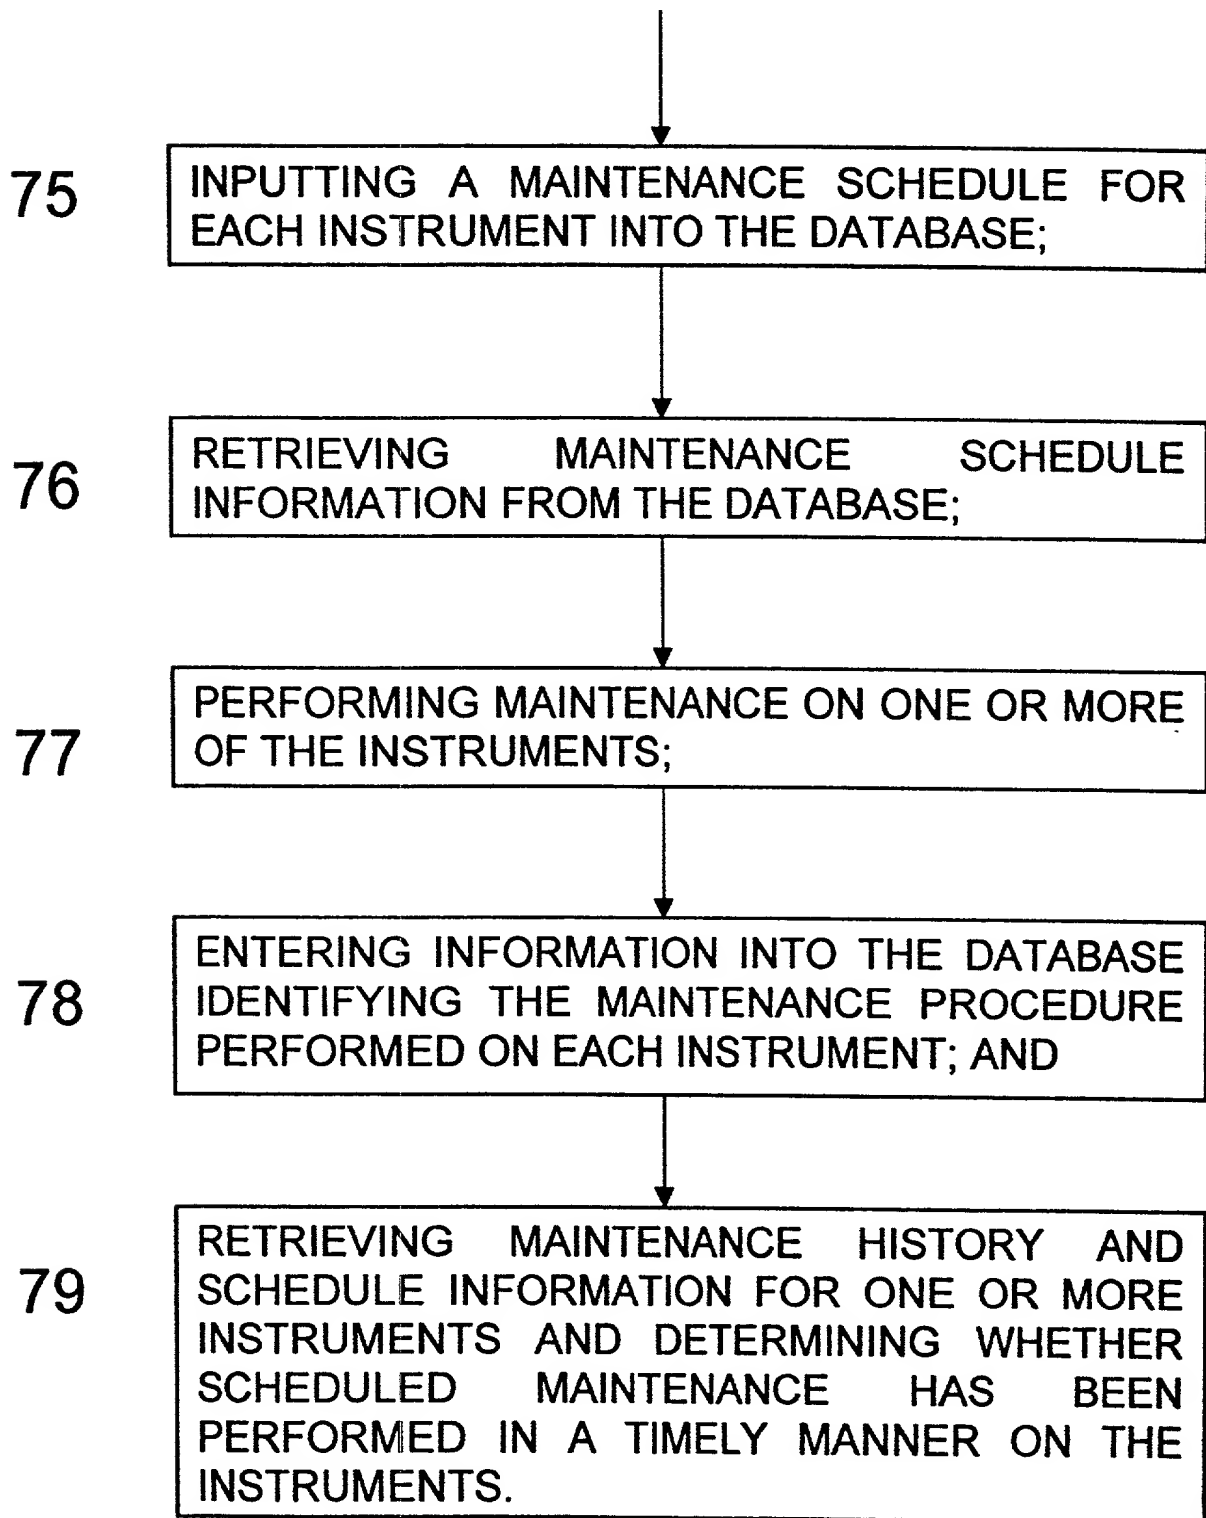 75
INPUTTING A MAINTENANCE SCHEDULE FOR
EACH INSTRUMENT INTO THE DATABASE;
76
RETRIEVING MAINTENANCE SCHEDULE
INFORMATION FROM THE DATABASE;
77
PERFORMING MAINTENANCE ON ONE OR MORE
OF THE INSTRUMENTS;
78
ENTERING INFORMATION INTO THE DATABASE
IDENTIFYING THE MAINTENANCE PROCEDURE
PERFORMED ON EACH INSTRUMENT; AND
79
RETRIEVING MAINTENANCE HISTORY AND
SCHEDULE INFORMATION FOR ONE OR MORE
INSTRUMENTS AND DETERMINING WHETHER
SCHEDULED MAINTENANCE HAS BEEN
PERFORMED IN A TIMELY MANNER ON THE
INSTRUMENTS.